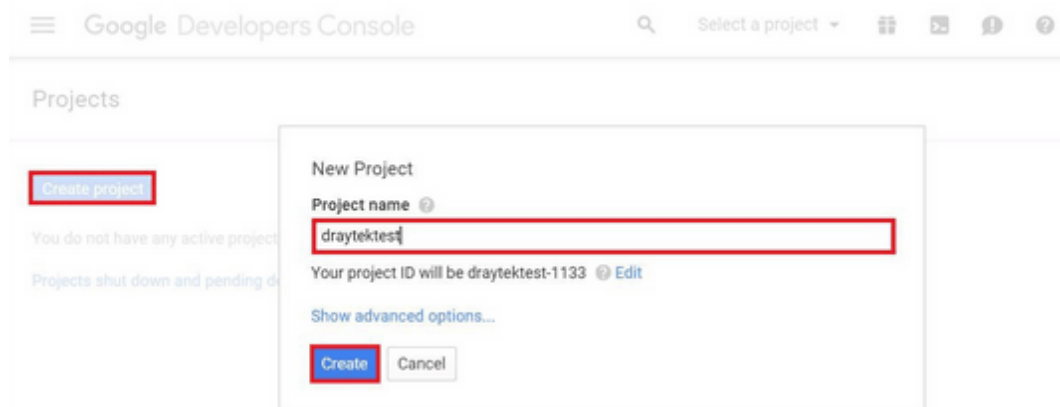 Google Developers Console
Select a project
Projects
New Project
Create project
Project name
draytektest
You do not have any active project
Your project ID will be draytektest-1133 Edit
Projects shut down and pending
Show advanced options...
Create Cancel